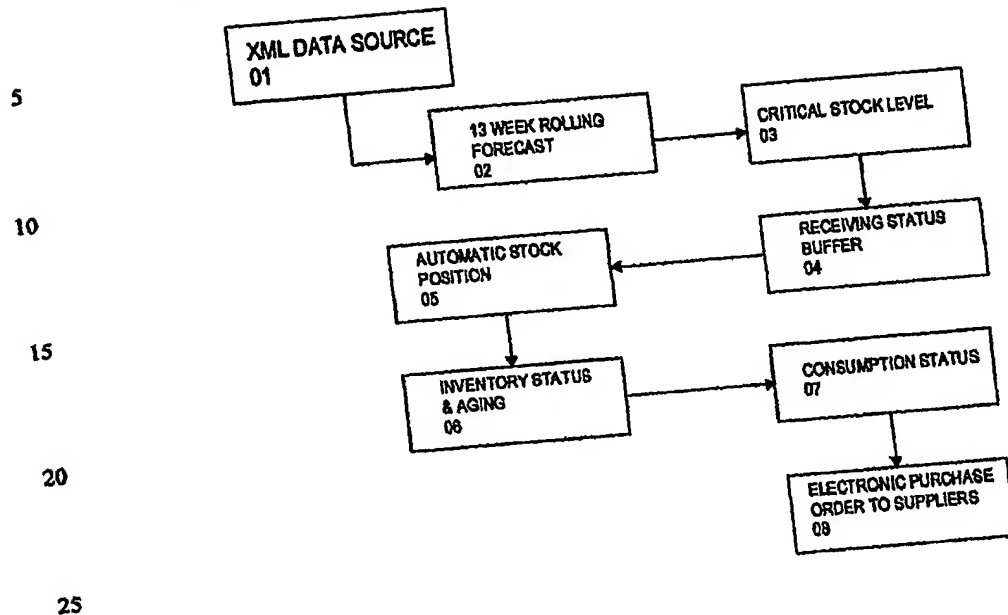 XML DATA SOURCE
01
5
13 WEEK ROLLING
FORECAST
02
CRITICAL STOCK LEVEL
03
10
RECEIVING STATUS
BUFFER
04
AUTOMATIC STOCK
POSITION
05
15
INVENTORY STATUS
& AGING
06
CONSUMPTION STATUS
07
20
ELECTRONIC PURCHASE
ORDER TO SUPPLIERS
08
25